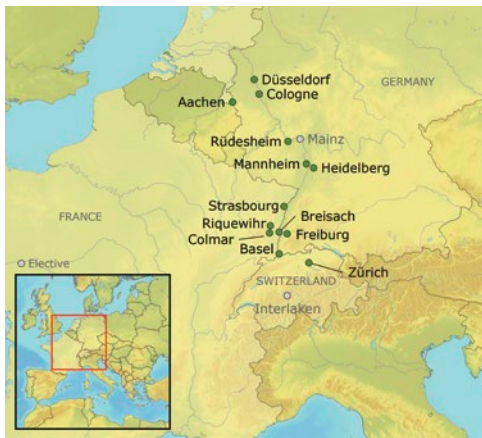 Düsseldorf
GERMANY
Cologne
Aachen
Rüdesheim
Mainz
Mannheim
Heidelberg
Strasbourg
FRANCE
Riquewihr
Breisach
Colmar
Freiburg
Basel
Elective
Zürich
SWITZERLAND
Interlaken